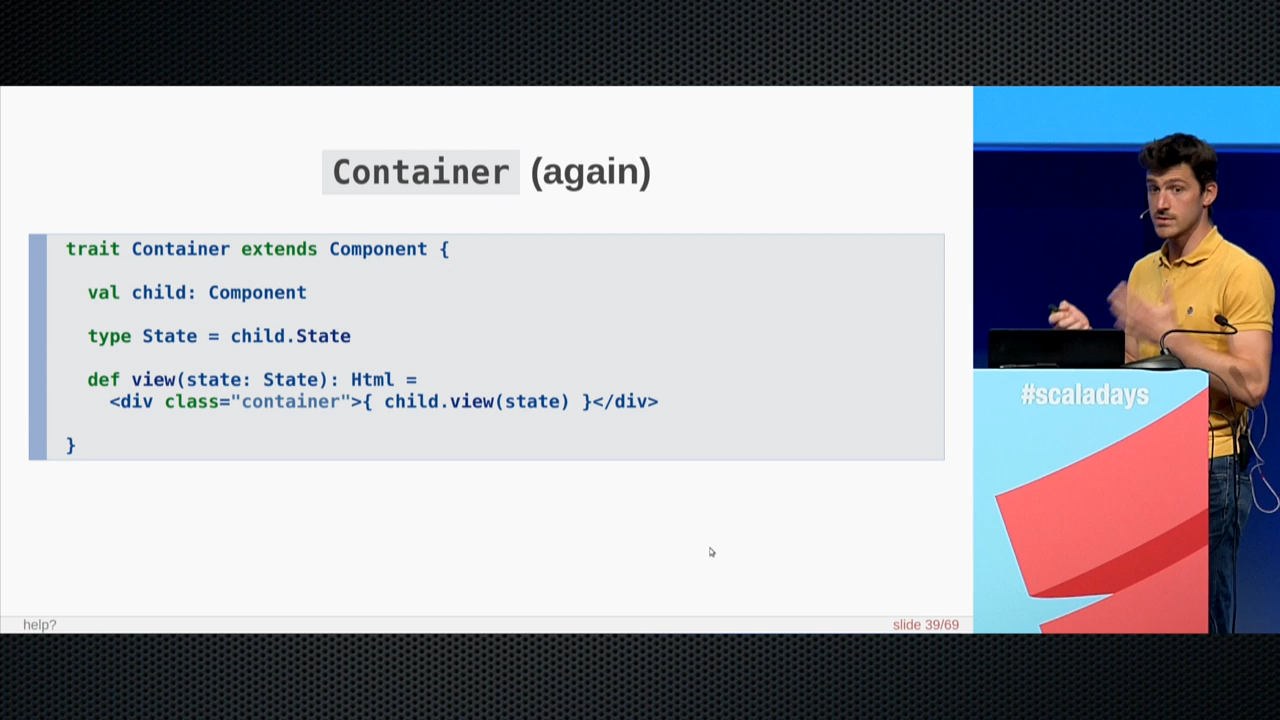 Container (again)
trait Container extends Component {
val child: Component
type State = child.State
def view(state: State): Html =
<div class="container">{ child.view(state) }</div>
}
help?
slide 39/69
#scaladays